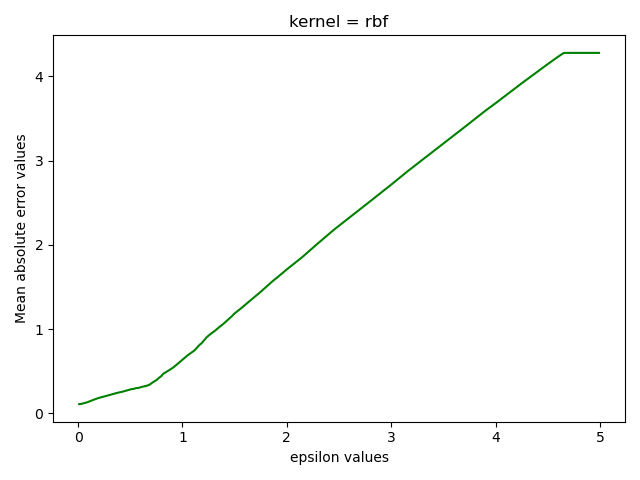 kernel = rbf
Mean absolute error values
4
3
2
1
0
0 1 2 3 4 5
epsilon values